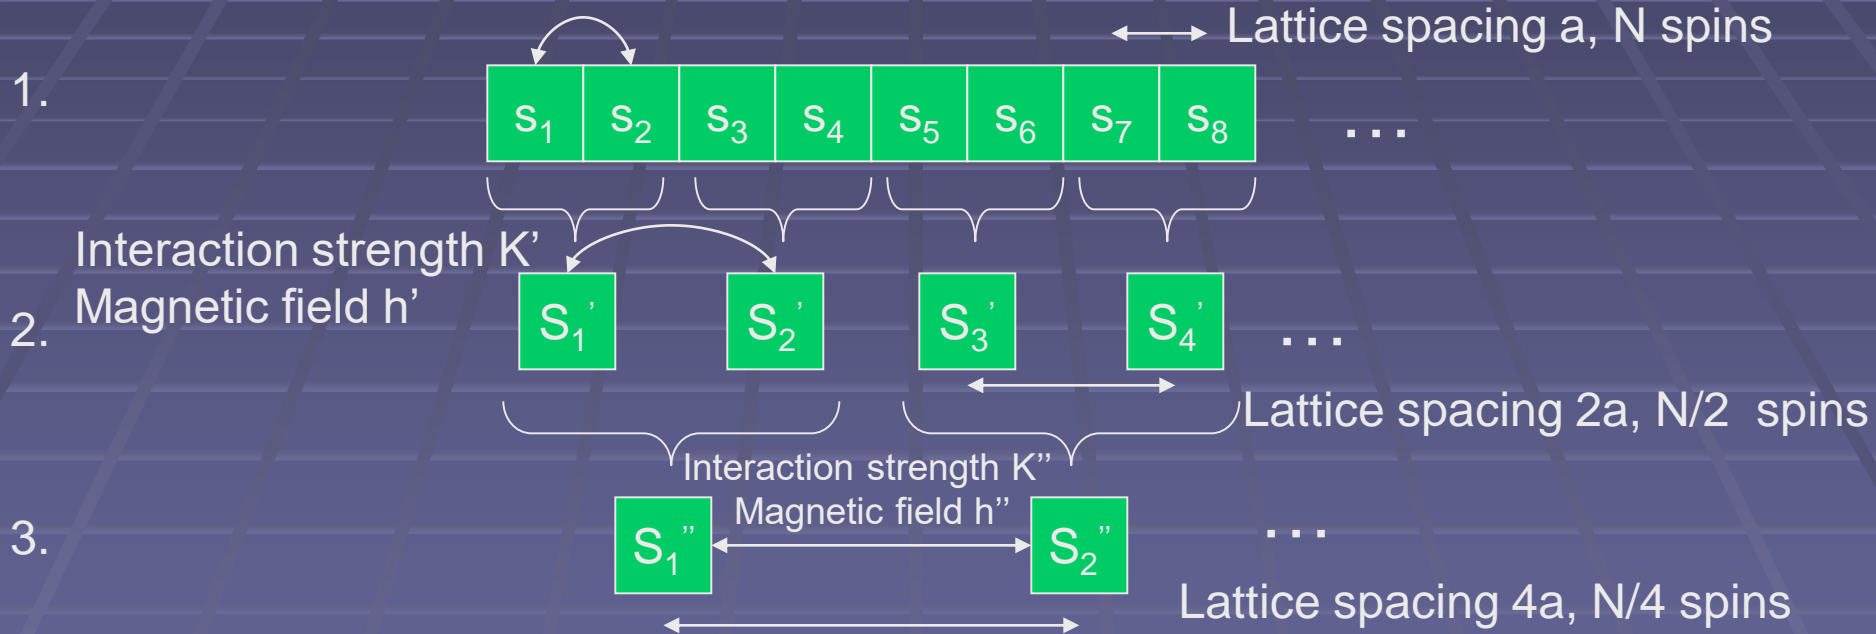 Lattice spacing a, N spins
1.
s₁ s₂ s₃ s₄ s₅ s₆ s₇ s₈ ...
Interaction strength K’
Magnetic field h’
2.
S₁’ S₂’ S₃’ S₄’ ...
Lattice spacing 2a, N/2 spins
Interaction strength K’’
Magnetic field h’’
3.
S₁” S₂” ...
Lattice spacing 4a, N/4 spins